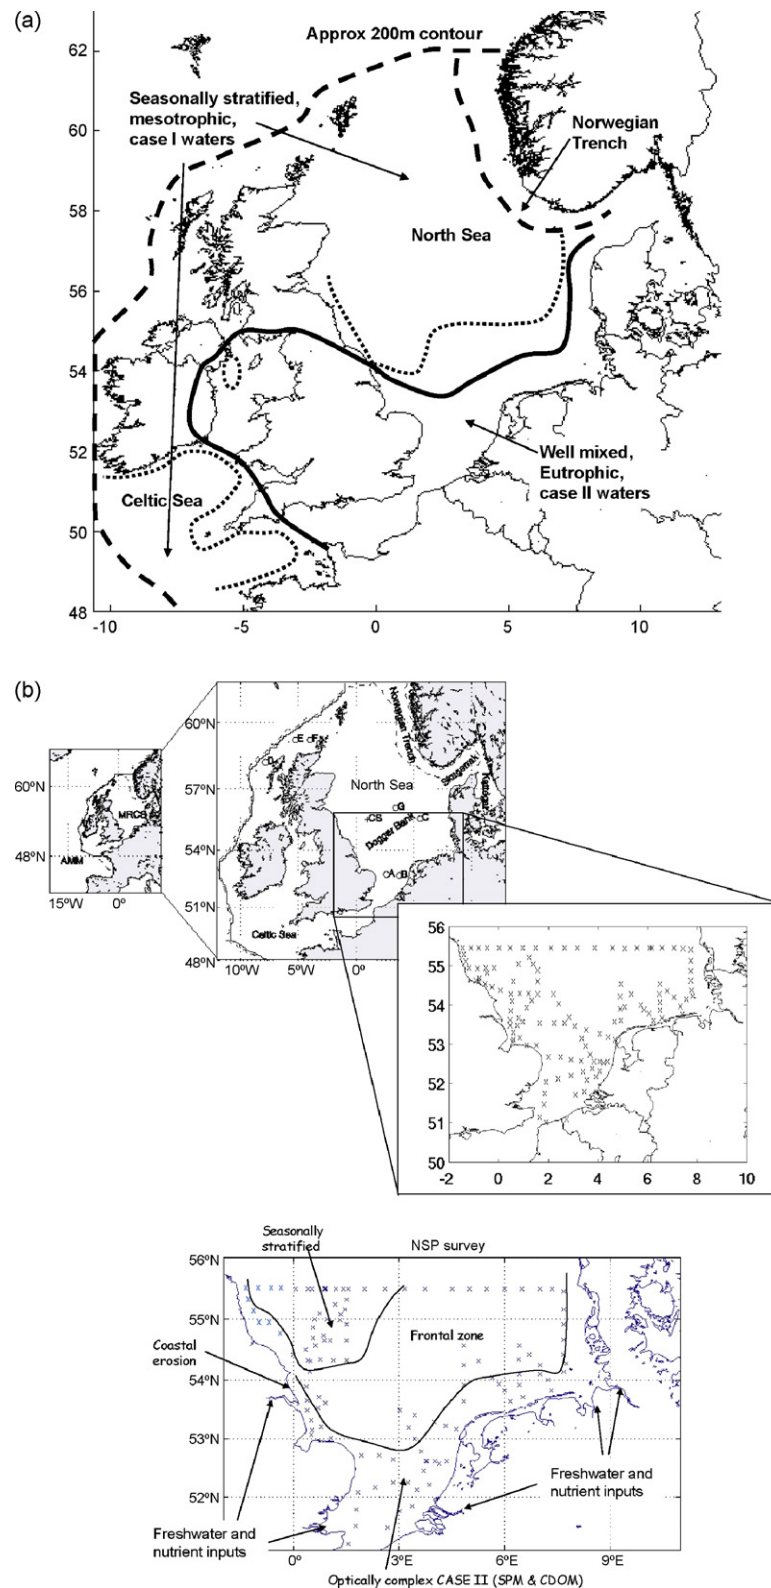 (a)
62
60
58
56
54
52
50
48
-10
-5
0
5
10
Approx 200m contour
Seasonally stratified,
mesotrophic,
case I waters
Norwegian
Trench
North Sea
Well mixed,
Eutrophic,
case II waters
Celtic Sea
(b)
60°N
48°N
15°W
0°
MRCS
AMM
60°N
57°N
54°N
51°N
48°N
10°W
5°W
0°
E
F
D
Norwegian Trench
Skagerrak
Kattegat
North Sea
G
CS
C
Dogger Bank
A
B
Celtic Sea
56
55
54
53
52
51
50
-2
0
2
4
6
8
10
Seasonally
stratified
NSP survey
56°N
55°N
54°N
53°N
52°N
0°
3°E
6°E
9°E
Frontal zone
Coastal
erosion
Freshwater and
nutrient inputs
Freshwater and
nutrient inputs
Optically complex CASE II (SPM & CDOM)